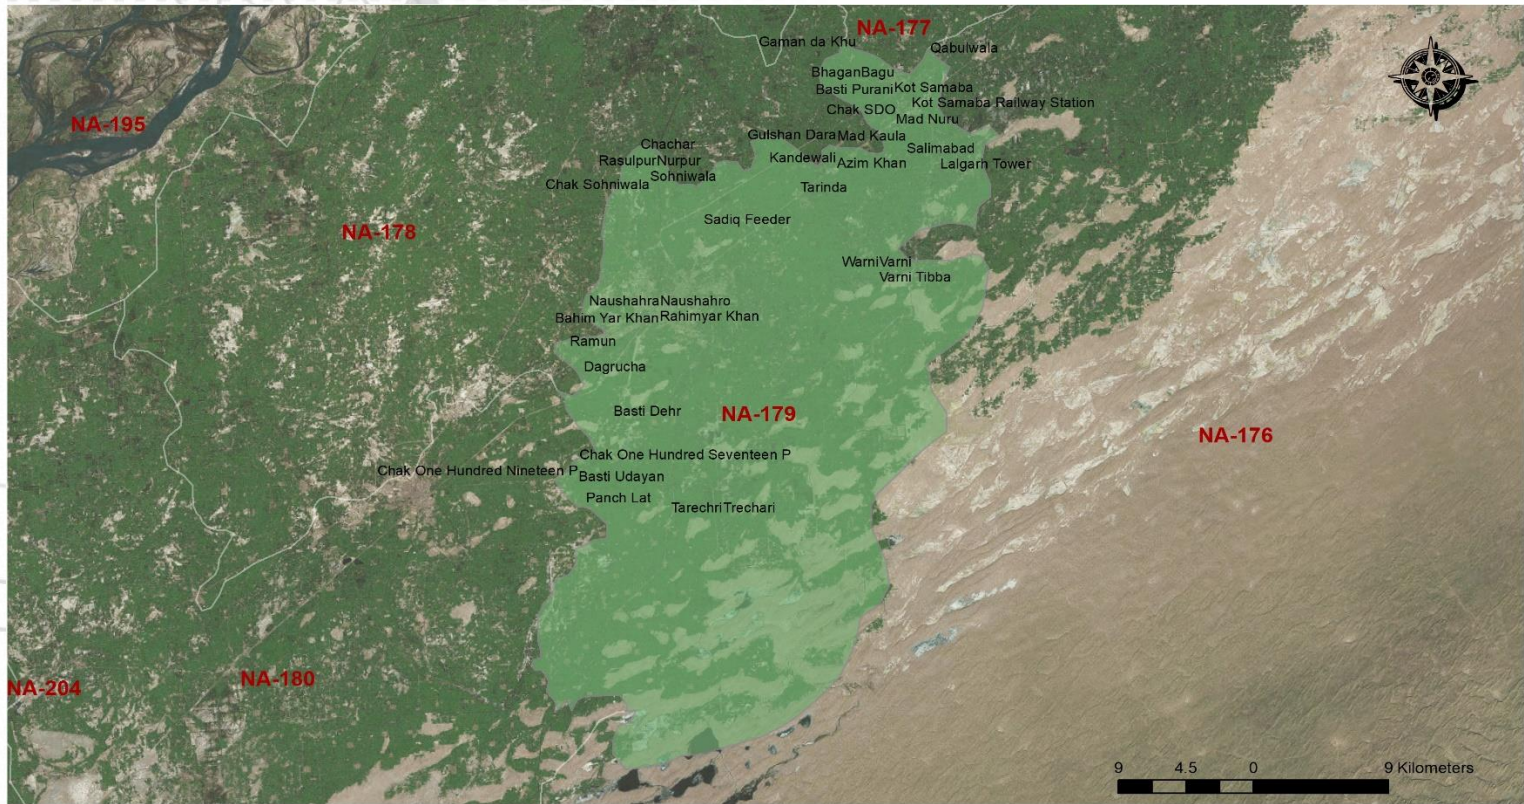 NA-177
Gaman da Khu
Qabulwala
BhaganBagu
Basti Purani
Kot Samaba
Kot Samaba Railway Station
Chak SDO
Mad Nuru
NA-195
Gulshan Dara
Mad Kaula
Chachar
Salimabad
RasulpurNurpur
Kandewali
Azim Khan
Lalgarh Tower
Sohniwala
Chak Sohniwala
Tarinda
Sadiq Feeder
NA-178
WarniVarni
Varni Tibba
NaushahraNaushahro
Bahim Yar Khan
Rahimyar Khan
Ramun
Dagrucha
Basti Dehr
NA-179
NA-176
Chak One Hundred Seventeen P
Chak One Hundred Nineteen P
Basti Udayan
Panch Lat
TarechriTrechari
NA-204
NA-180
9 4.5 0 9 Kilometers